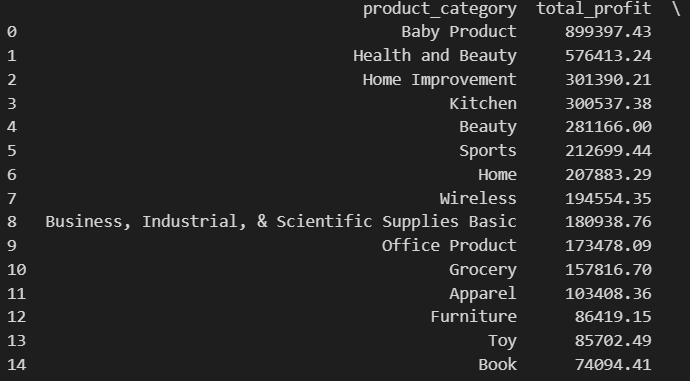 product_category total_profit \
0 Baby Product 899397.43
1 Health and Beauty 576413.24
2 Home Improvement 301390.21
3 Kitchen 300537.38
4 Beauty 281166.00
5 Sports 212699.44
6 Home 207883.29
7 Wireless 194554.35
8 Business, Industrial, & Scientific Supplies Basic 180938.76
9 Office Product 173478.09
10 Grocery 157816.70
11 Apparel 103408.36
12 Furniture 86419.15
13 Toy 85702.49
14 Book 74094.41